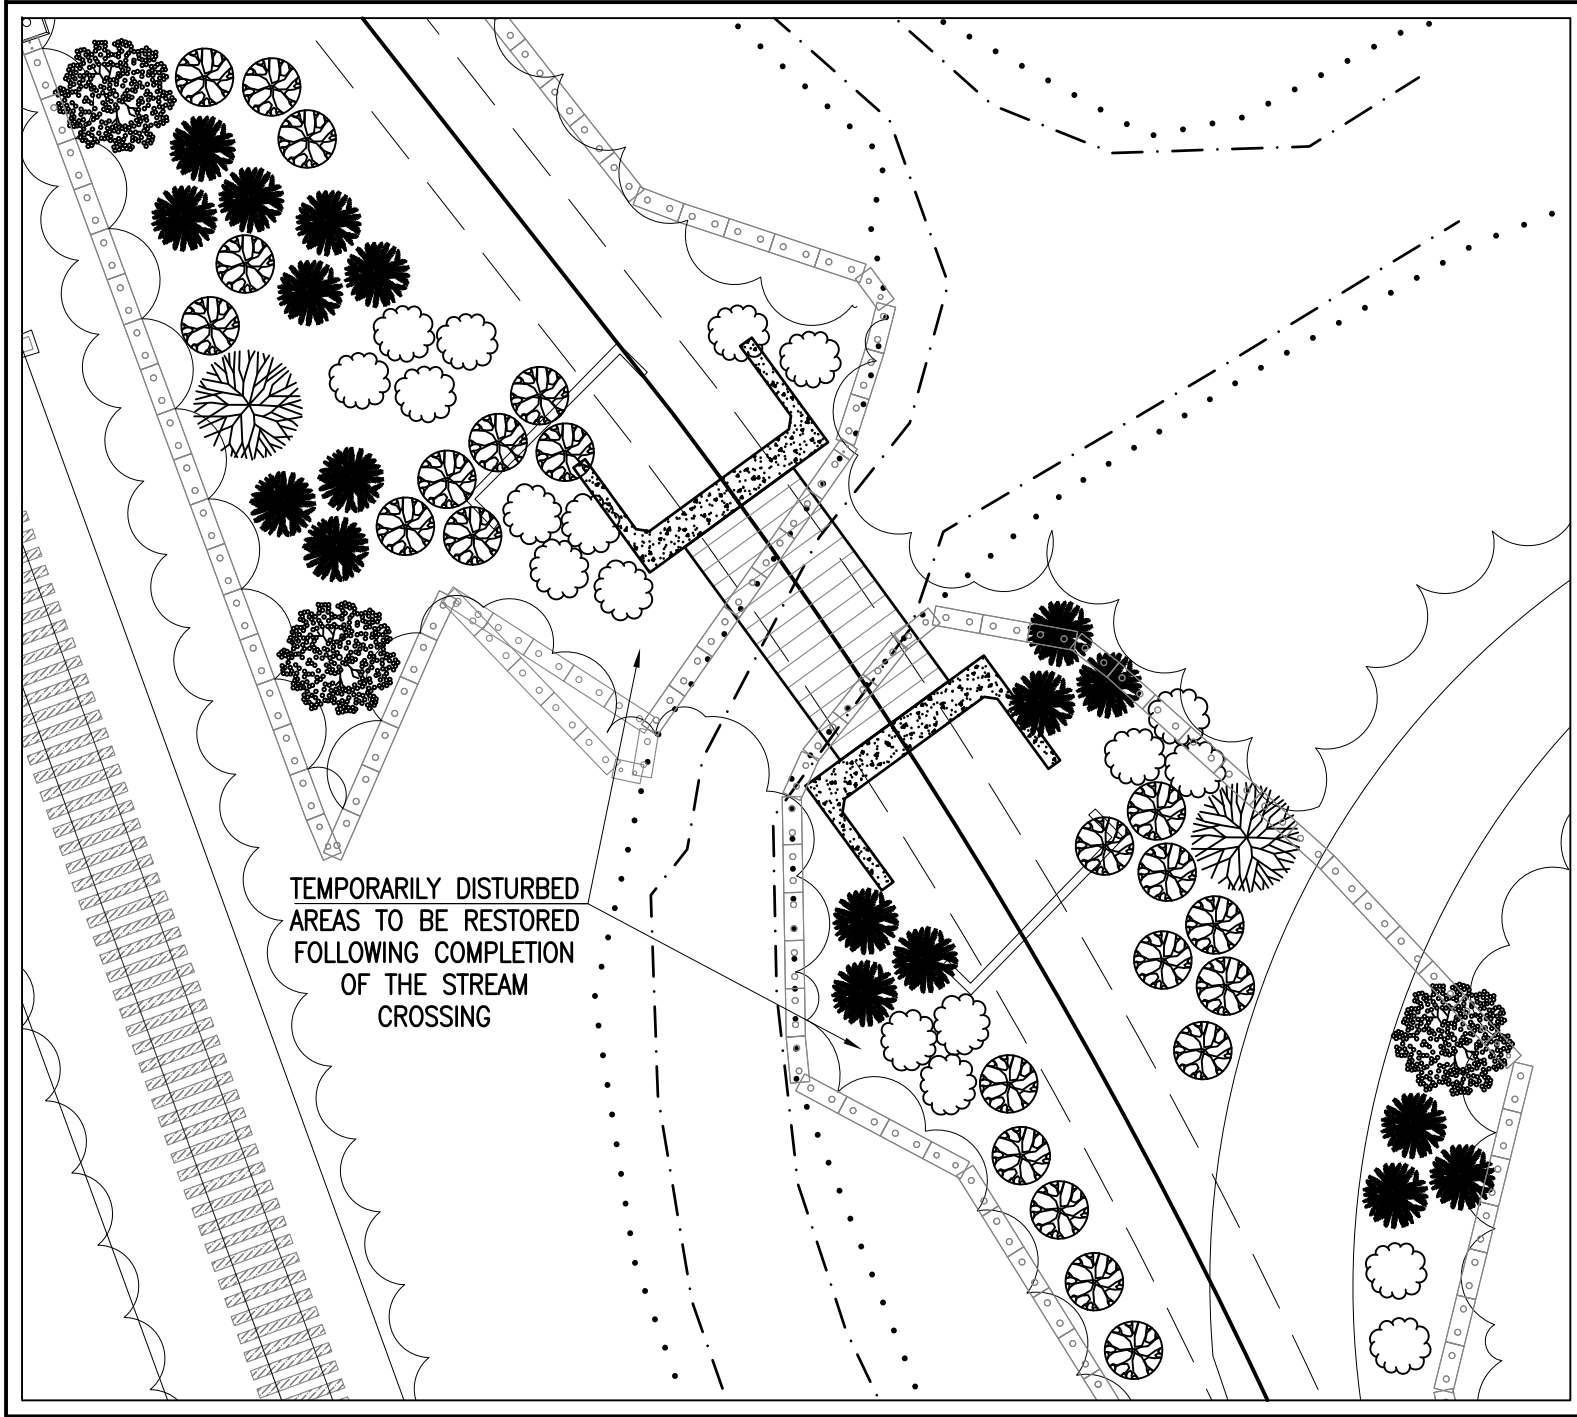 TEMPORARILY DISTURBED
AREAS TO BE RESTORED
FOLLOWING COMPLETION
OF THE STREAM
CROSSING